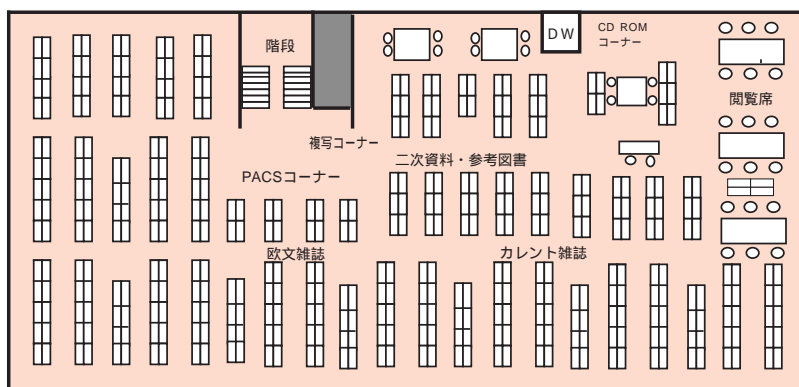 階段
DW
CD ROM
コーナー
閲覧席
複写コーナー
二次資料・参考図書
PACSコーナー
欧文雑誌
カレント雑誌